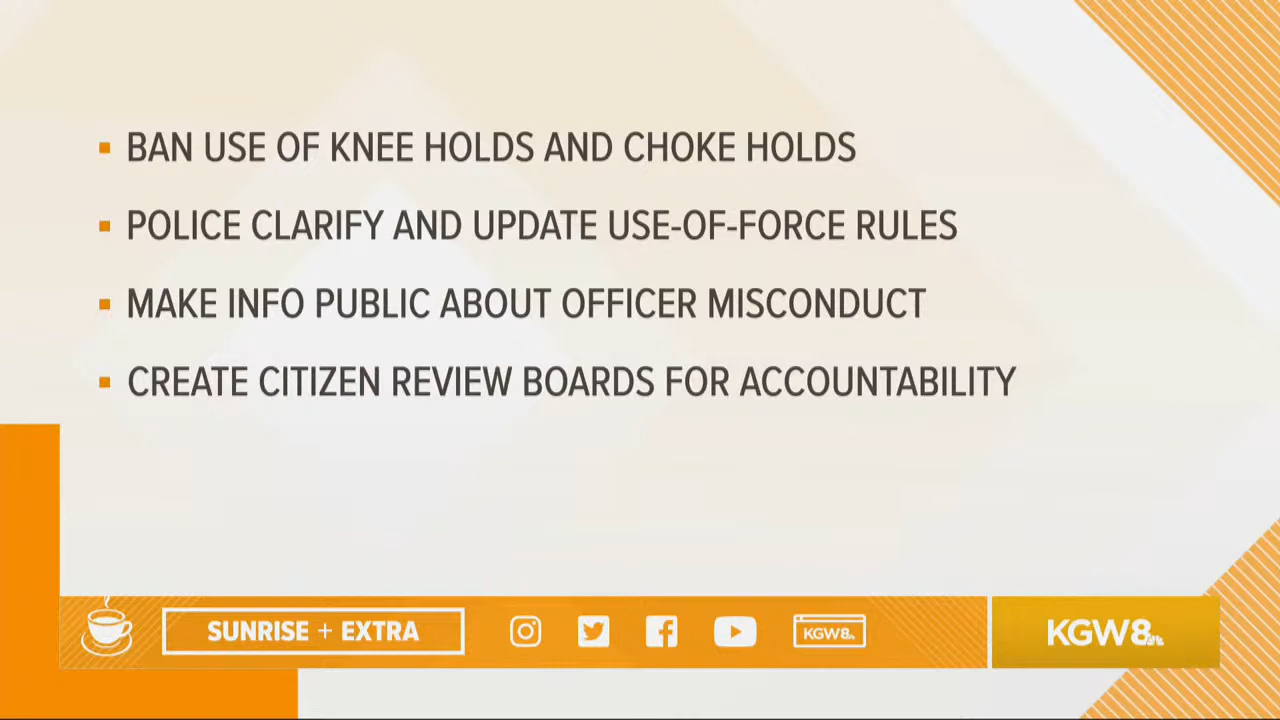 BAN USE OF KNEE HOLDS AND CHOKE HOLDS
POLICE CLARIFY AND UPDATE USE-OF-FORCE RULES
MAKE INFO PUBLIC ABOUT OFFICER MISCONDUCT
CREATE CITIZEN REVIEW BOARDS FOR ACCOUNTABILITY
SUNRISE + EXTRA
KGW8
KGW8